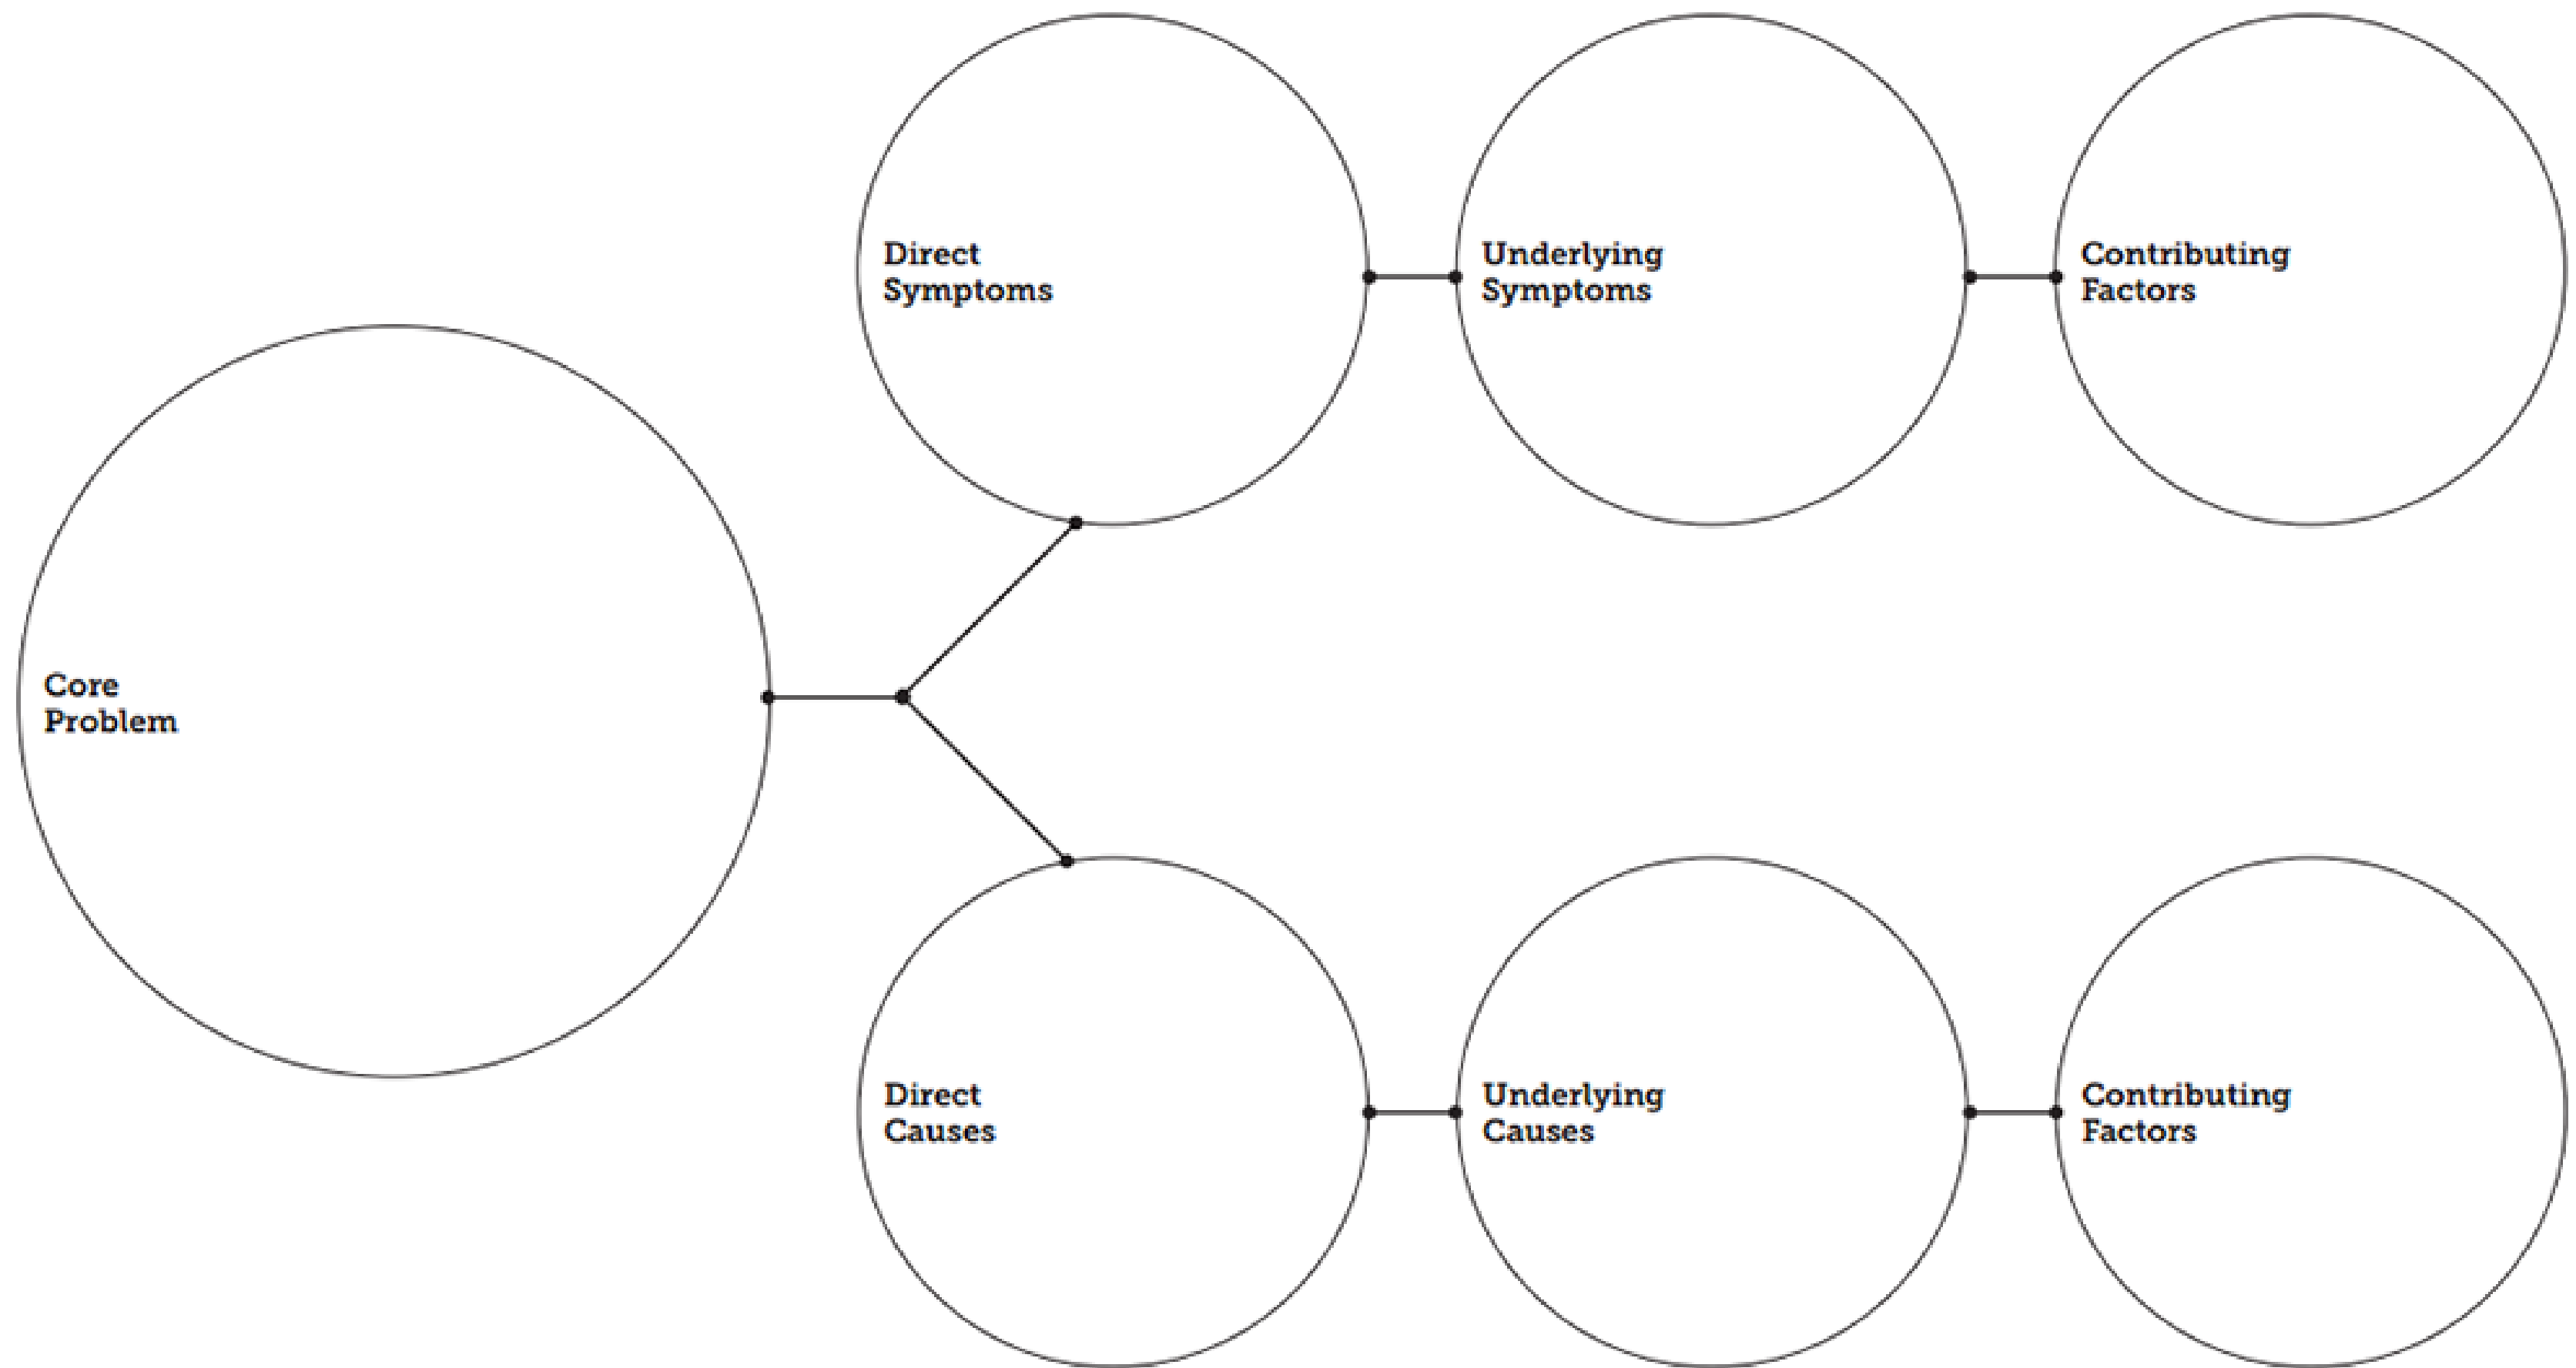 Direct
Symptoms
Underlying
Symptoms
Contributing
Factors
Core
Problem
Direct
Causes
Underlying
Causes
Contributing
Factors